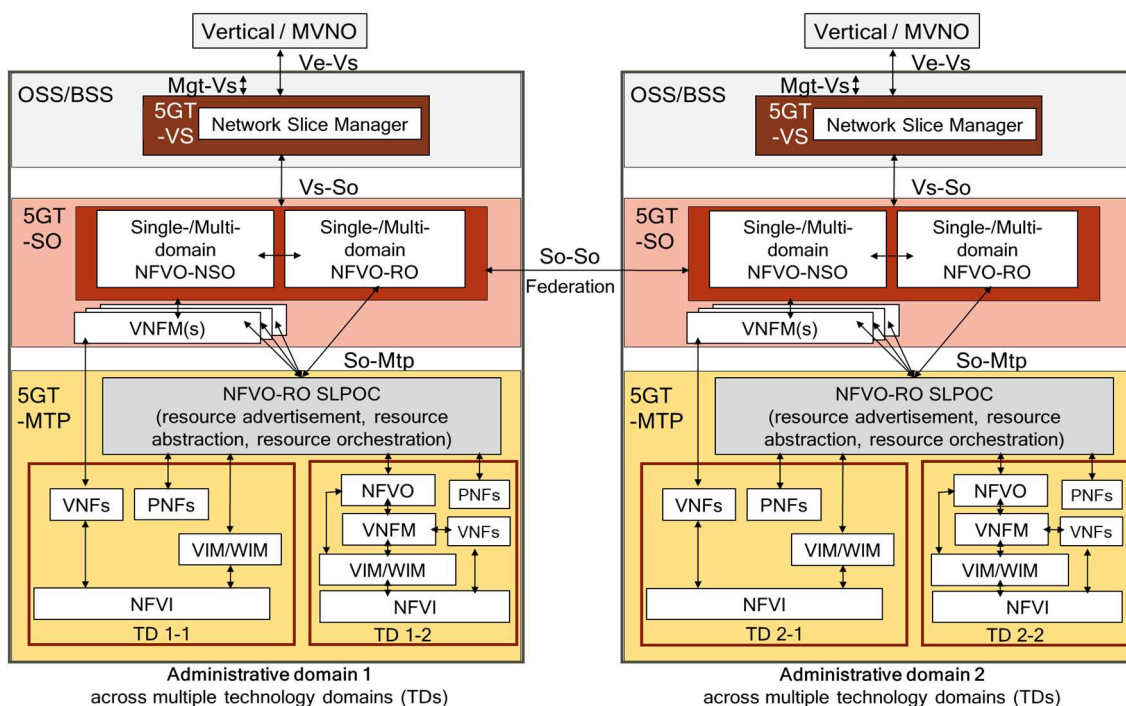 Vertical / MVNO
Ve-Vs
Mgt-Vs
OSS/BSS
5GT
-VS
Network Slice Manager
Vs-So
5GT
-SO
Single-/Multi-
domain
NFVO-NSO
Single-/Multi-
domain
NFVO-RO
VNFM(s)
So-Mtp
5GT
-MTP
NFVO-RO SLPOC
(resource advertisement, resource
abstraction, resource orchestration)
VNFs
PNFs
VIM/WIM
NFVI
TD 1-1
NFVO
PNFs
VNFM
VNFs
VIM/WIM
NFVI
TD 1-2
Administrative domain 1
across multiple technology domains (TDs)
So-So
Federation
Vertical / MVNO
Ve-Vs
Mgt-Vs
OSS/BSS
5GT
-VS
Network Slice Manager
Vs-So
5GT
-SO
Single-/Multi-
domain
NFVO-NSO
Single-/Multi-
domain
NFVO-RO
VNFM(s)
So-Mtp
5GT
-MTP
NFVO-RO SLPOC
(resource advertisement, resource
abstraction, resource orchestration)
VNFs
PNFs
VIM/WIM
NFVI
TD 2-1
NFVO
PNFs
VNFM
VNFs
VIM/WIM
NFVI
TD 2-2
Administrative domain 2
across multiple technology domains (TDs)